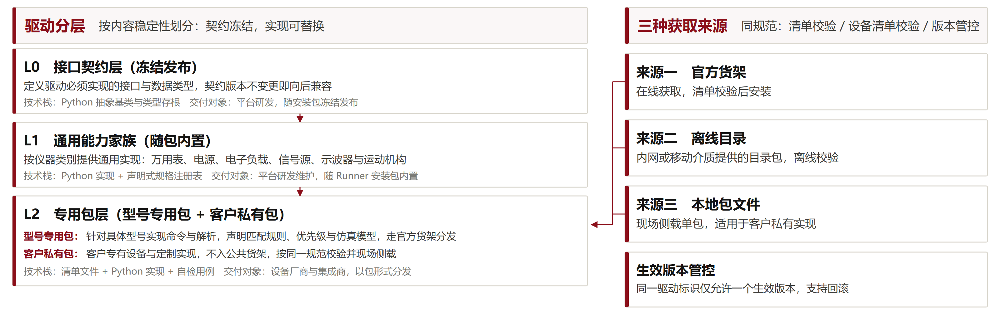 驱动分层 按内容稳定性划分：契约冻结，实现可替换
L0 接口契约层（冻结发布）
定义驱动必须实现的接口与数据类型，契约版本不变更即向后兼容
技术栈：Python 抽象基类与类型存根 交付对象：平台研发，随安装包冻结发布
L1 通用能力家族（随包内置）
按仪器类别提供通用实现：万用表、电源、电子负载、信号源、示波器与运动机构
技术栈：Python 实现 + 声明式规格注册表 交付对象：平台研发维护，随 Runner 安装包内置
L2 专用包层（型号专用包 + 客户私有包）
型号专用包： 针对具体型号实现命令与解析，声明匹配规则、优先级与仿真模型，走官方货架分发
客户私有包： 客户专有设备与定制实现，不入公共货架，按同一规范校验并现场侧载
技术栈：清单文件 + Python 实现 + 自检用例 交付对象：设备厂商与集成商，以包形式分发
三种获取来源 同规范：清单校验 / 设备清单校验 / 版本管控
来源一 官方货架
在线获取，清单校验后安装
来源二 离线目录
内网或移动介质提供的目录包，离线校验
来源三 本地包文件
现场侧载单包，适用于客户私有实现
生效版本管控
同一驱动标识仅允许一个生效版本，支持回滚